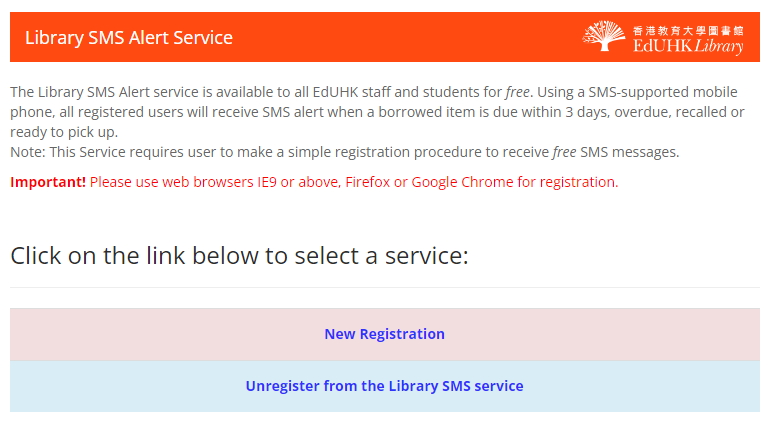 Library SMS Alert Service
香港教育大學圖書館
EdUHK Library
The Library SMS Alert service is available to all EdUHK staff and students for free. Using a SMS-supported mobile
phone, all registered users will receive SMS alert when a borrowed item is due within 3 days, overdue, recalled or
ready to pick up.
Note: This Service requires user to make a simple registration procedure to receive free SMS messages.
Important! Please use web browsers IE9 or above, Firefox or Google Chrome for registration.
Click on the link below to select a service:
New Registration
Unregister from the Library SMS service